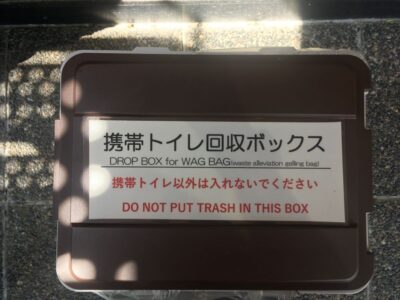 携帯トイレ回収ボックス
DROP BOX for WAG BAG(waste alleviation gelling bag)
携帯トイレ以外は入れないでください
DO NOT PUT TRASH IN THIS BOX